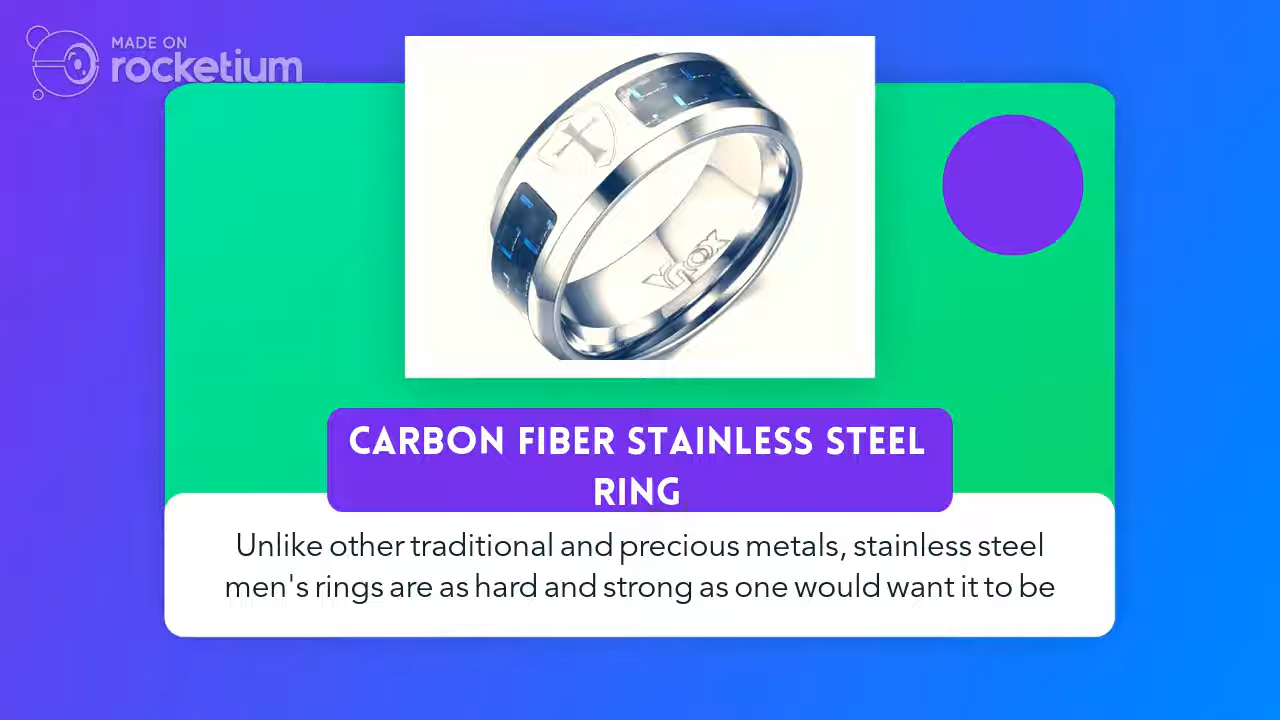 MADE ON
rocketium
YROX
CARBON FIBER STAINLESS STEEL
RING
Unlike other traditional and precious metals, stainless steel
men's rings are as hard and strong as one would want it to be